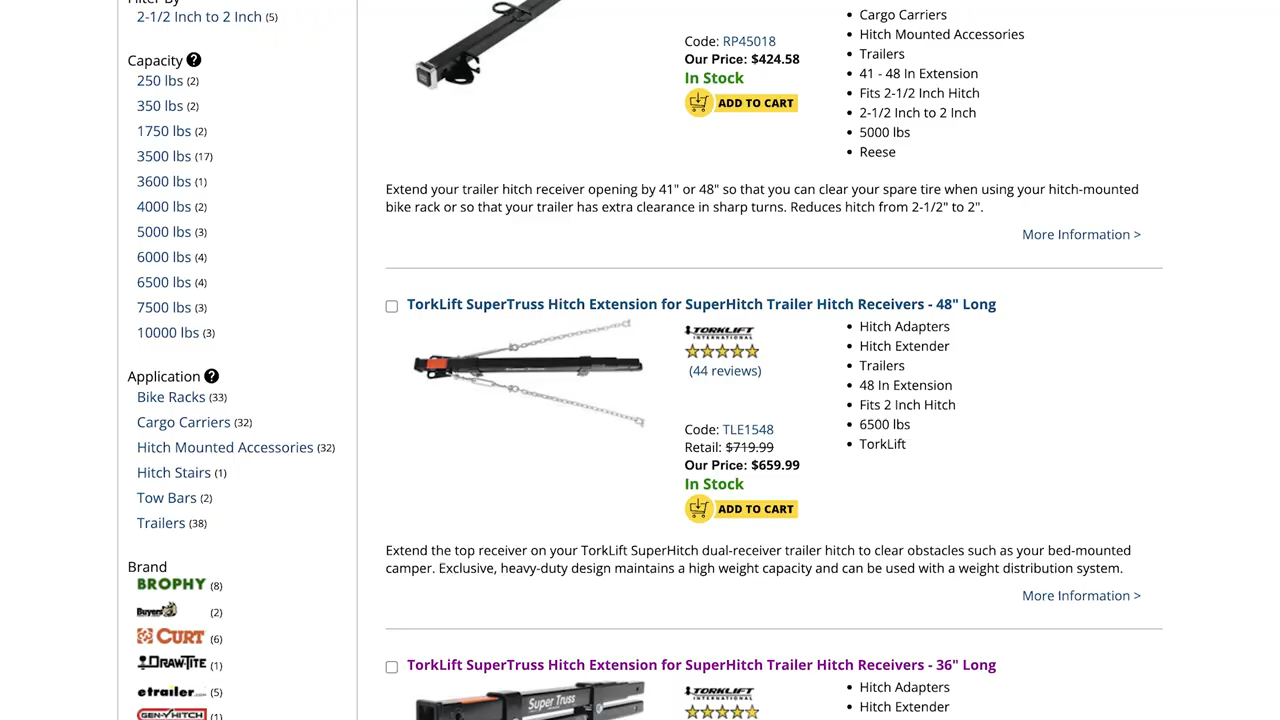 Filter By
2-1/2 Inch to 2 Inch (5)
Capacity ?
250 lbs (2)
350 lbs (2)
1750 lbs (2)
3500 lbs (17)
3600 lbs (1)
4000 lbs (2)
5000 lbs (3)
6000 lbs (4)
6500 lbs (4)
7500 lbs (3)
10000 lbs (3)
Application ?
Bike Racks (33)
Cargo Carriers (32)
Hitch Mounted Accessories (32)
Hitch Stairs (1)
Tow Bars (2)
Trailers (38)
Brand
BROPHY (8)
Buyers (2)
CURT (6)
DRAW-TITE (1)
etrailer.com (5)
GEN-Y HITCH (1)
Code: RP45018
Our Price: $424.58
In Stock
ADD TO CART
Cargo Carriers
Hitch Mounted Accessories
Trailers
41 - 48 In Extension
Fits 2-1/2 Inch Hitch
2-1/2 Inch to 2 Inch
5000 lbs
Reese
Extend your trailer hitch receiver opening by 41" or 48" so that you can clear your spare tire when using your hitch-mounted
bike rack or so that your trailer has extra clearance in sharp turns. Reduces hitch from 2-1/2" to 2".
More Information >
TorkLift SuperTruss Hitch Extension for SuperHitch Trailer Hitch Receivers - 48" Long
TORKLIFT
INTERNATIONAL
(44 reviews)
Code: TLE1548
Retail: $719.99
Our Price: $659.99
In Stock
ADD TO CART
Hitch Adapters
Hitch Extender
Trailers
48 In Extension
Fits 2 Inch Hitch
6500 lbs
TorkLift
Extend the top receiver on your TorkLift SuperHitch dual-receiver trailer hitch to clear obstacles such as your bed-mounted
camper. Exclusive, heavy-duty design maintains a high weight capacity and can be used with a weight distribution system.
More Information >
TorkLift SuperTruss Hitch Extension for SuperHitch Trailer Hitch Receivers - 36" Long
Super Truss
TORKLIFT
INTERNATIONAL
Hitch Adapters
Hitch Extender